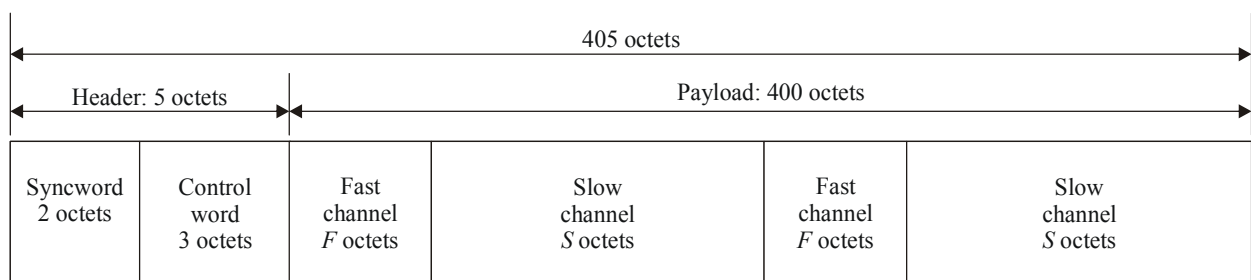 405 octets
Header: 5 octets
Payload: 400 octets
Syncword
2 octets
Control
word
3 octets
Fast
channel
F octets
Slow
channel
S octets
Fast
channel
F octets
Slow
channel
S octets